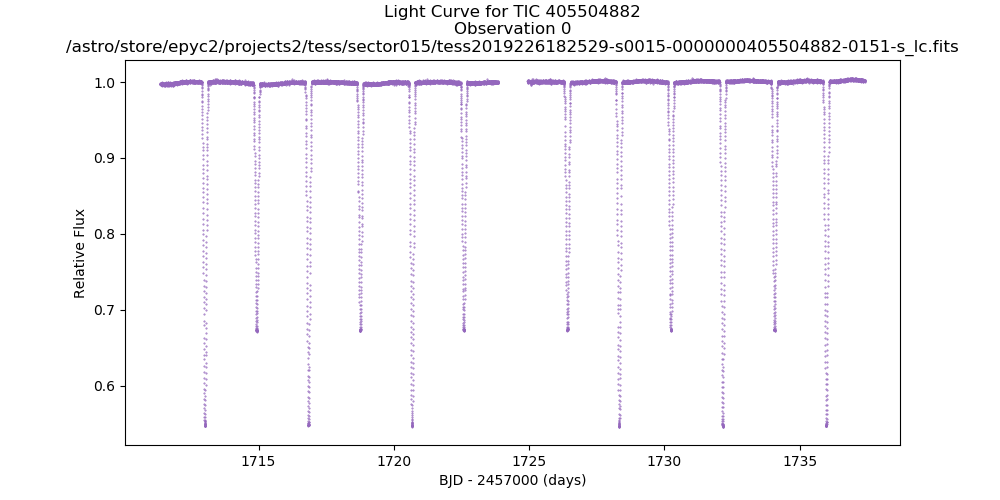 Light Curve for TIC 405504882
Observation 0
/astro/store/epyc2/projects2/tess/sector015/tess2019226182529-s0015-0000000405504882-0151-s_lc.fits
1.0
0.9
0.8
0.7
0.6
Relative Flux
1715
1720
1725
1730
1735
BJD - 2457000 (days)